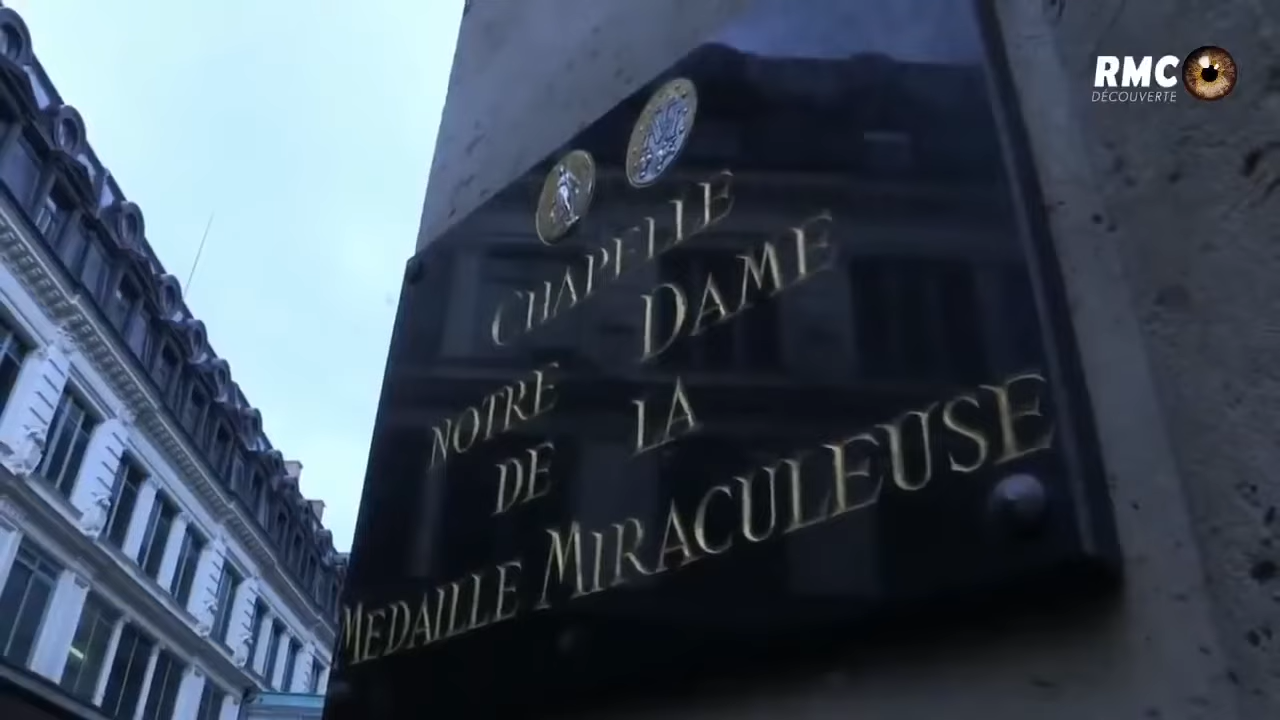 RMC
DÉCOUVERTE
CHAPELLE
NOTRE DAME
DE LA
MEDAILLE MIRACULEUSE